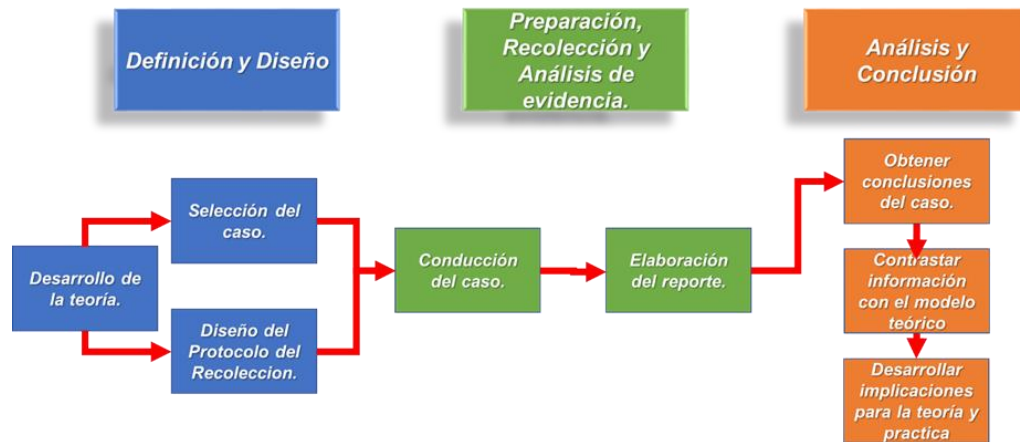 Definición y Diseño
Preparación,
Recolección y
Análisis de
evidencia.
Análisis y
Conclusión
Desarrollo de
la teoría.
Selección del
caso.
Diseño del
Protocolo del
Recoleccion.
Conducción
del caso.
Elaboración
del reporte.
Obtener
conclusiones
del caso.
Contrastar
información
con el modelo
teórico
Desarrollar
implicaciones
para la teoría y
practica